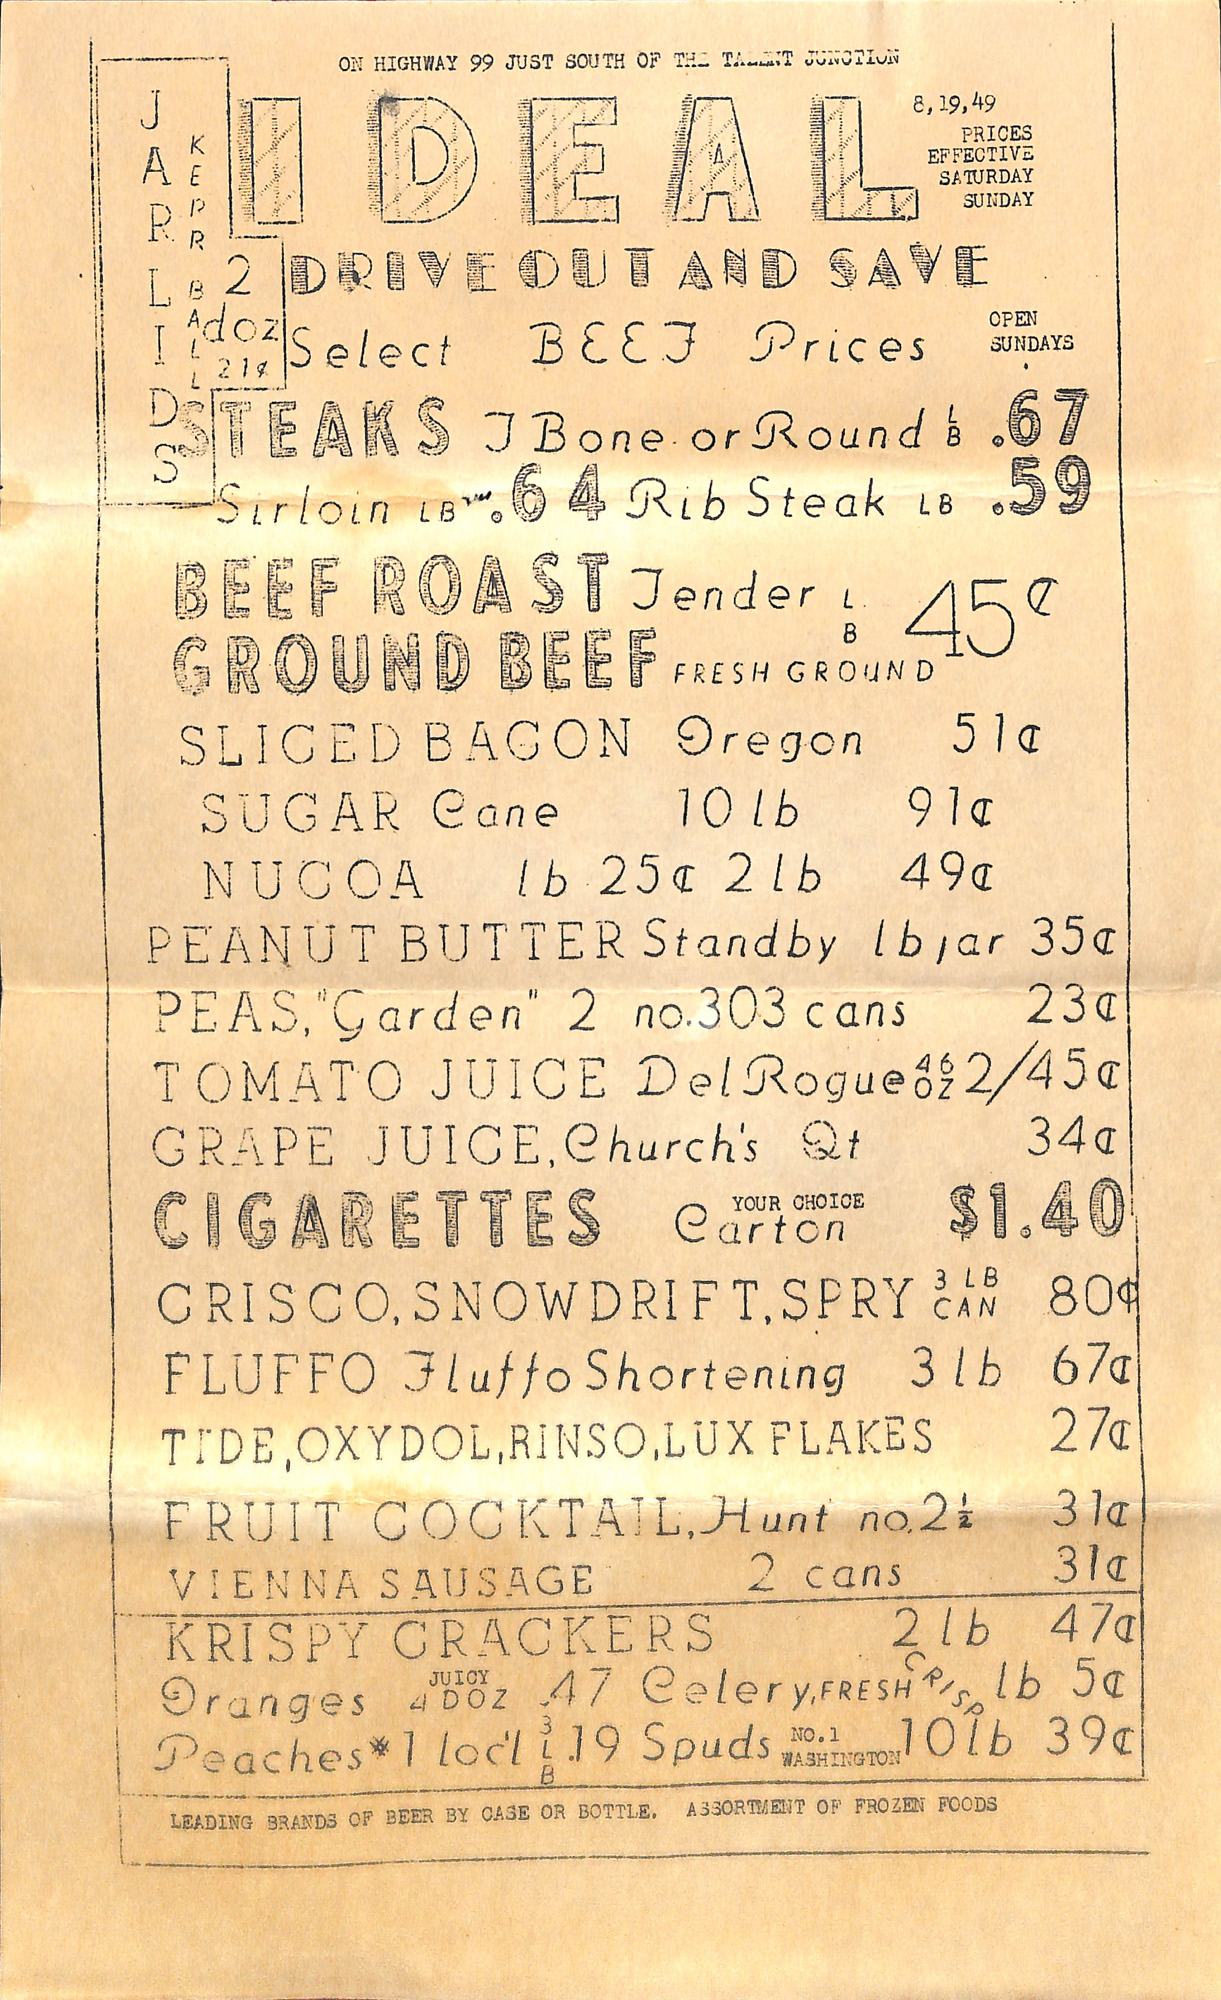 ON HIGHWAY 99 JUST SOUTH OF THE TALENT JUNCTION
JARLIDS
KERR BALL
2
doz
21¢
IDEAL
8,19,49
PRICES
EFFECTIVE
SATURDAY
SUNDAY
DRIVE OUT AND SAVE
Select BEEF Prices
OPEN
SUNDAYS
STEAKS T Bone or Round LB .67
Sirloin LB .64 Rib Steak LB .59
BEEF ROAST Tender LB 45¢
GROUND BEEF FRESH GROUND
SLICED BACON Oregon 51¢
SUGAR Cane 10 lb 91¢
NUCOA lb 25¢ 2 lb 49¢
PEANUT BUTTER Standby lb jar 35¢
PEAS, "Garden" 2 no.303 cans 23¢
TOMATO JUICE Del Rogue 46 OZ 2/45¢
GRAPE JUICE, Church's Qt 34¢
CIGARETTES YOUR CHOICE Carton $1.40
CRISCO, SNOWDRIFT, SPRY 3 LB CAN 80¢
FLUFFO Fluffo Shortening 3 lb 67¢
TIDE, OXYDOL, RINSO, LUX FLAKES 27¢
FRUIT COCKTAIL, Hunt no.2½ 31¢
VIENNA SAUSAGE 2 cans 31¢
KRISPY CRACKERS 2 lb 47¢
Oranges JUICY 4 DOZ .47 Celery, FRESH CRISP lb 5¢
Peaches #1 loc'l 3 LB .19 Spuds NO.1 WASHINGTON 10 lb 39¢
LEADING BRANDS OF BEER BY CASE OR BOTTLE. ASSORTMENT OF FROZEN FOODS